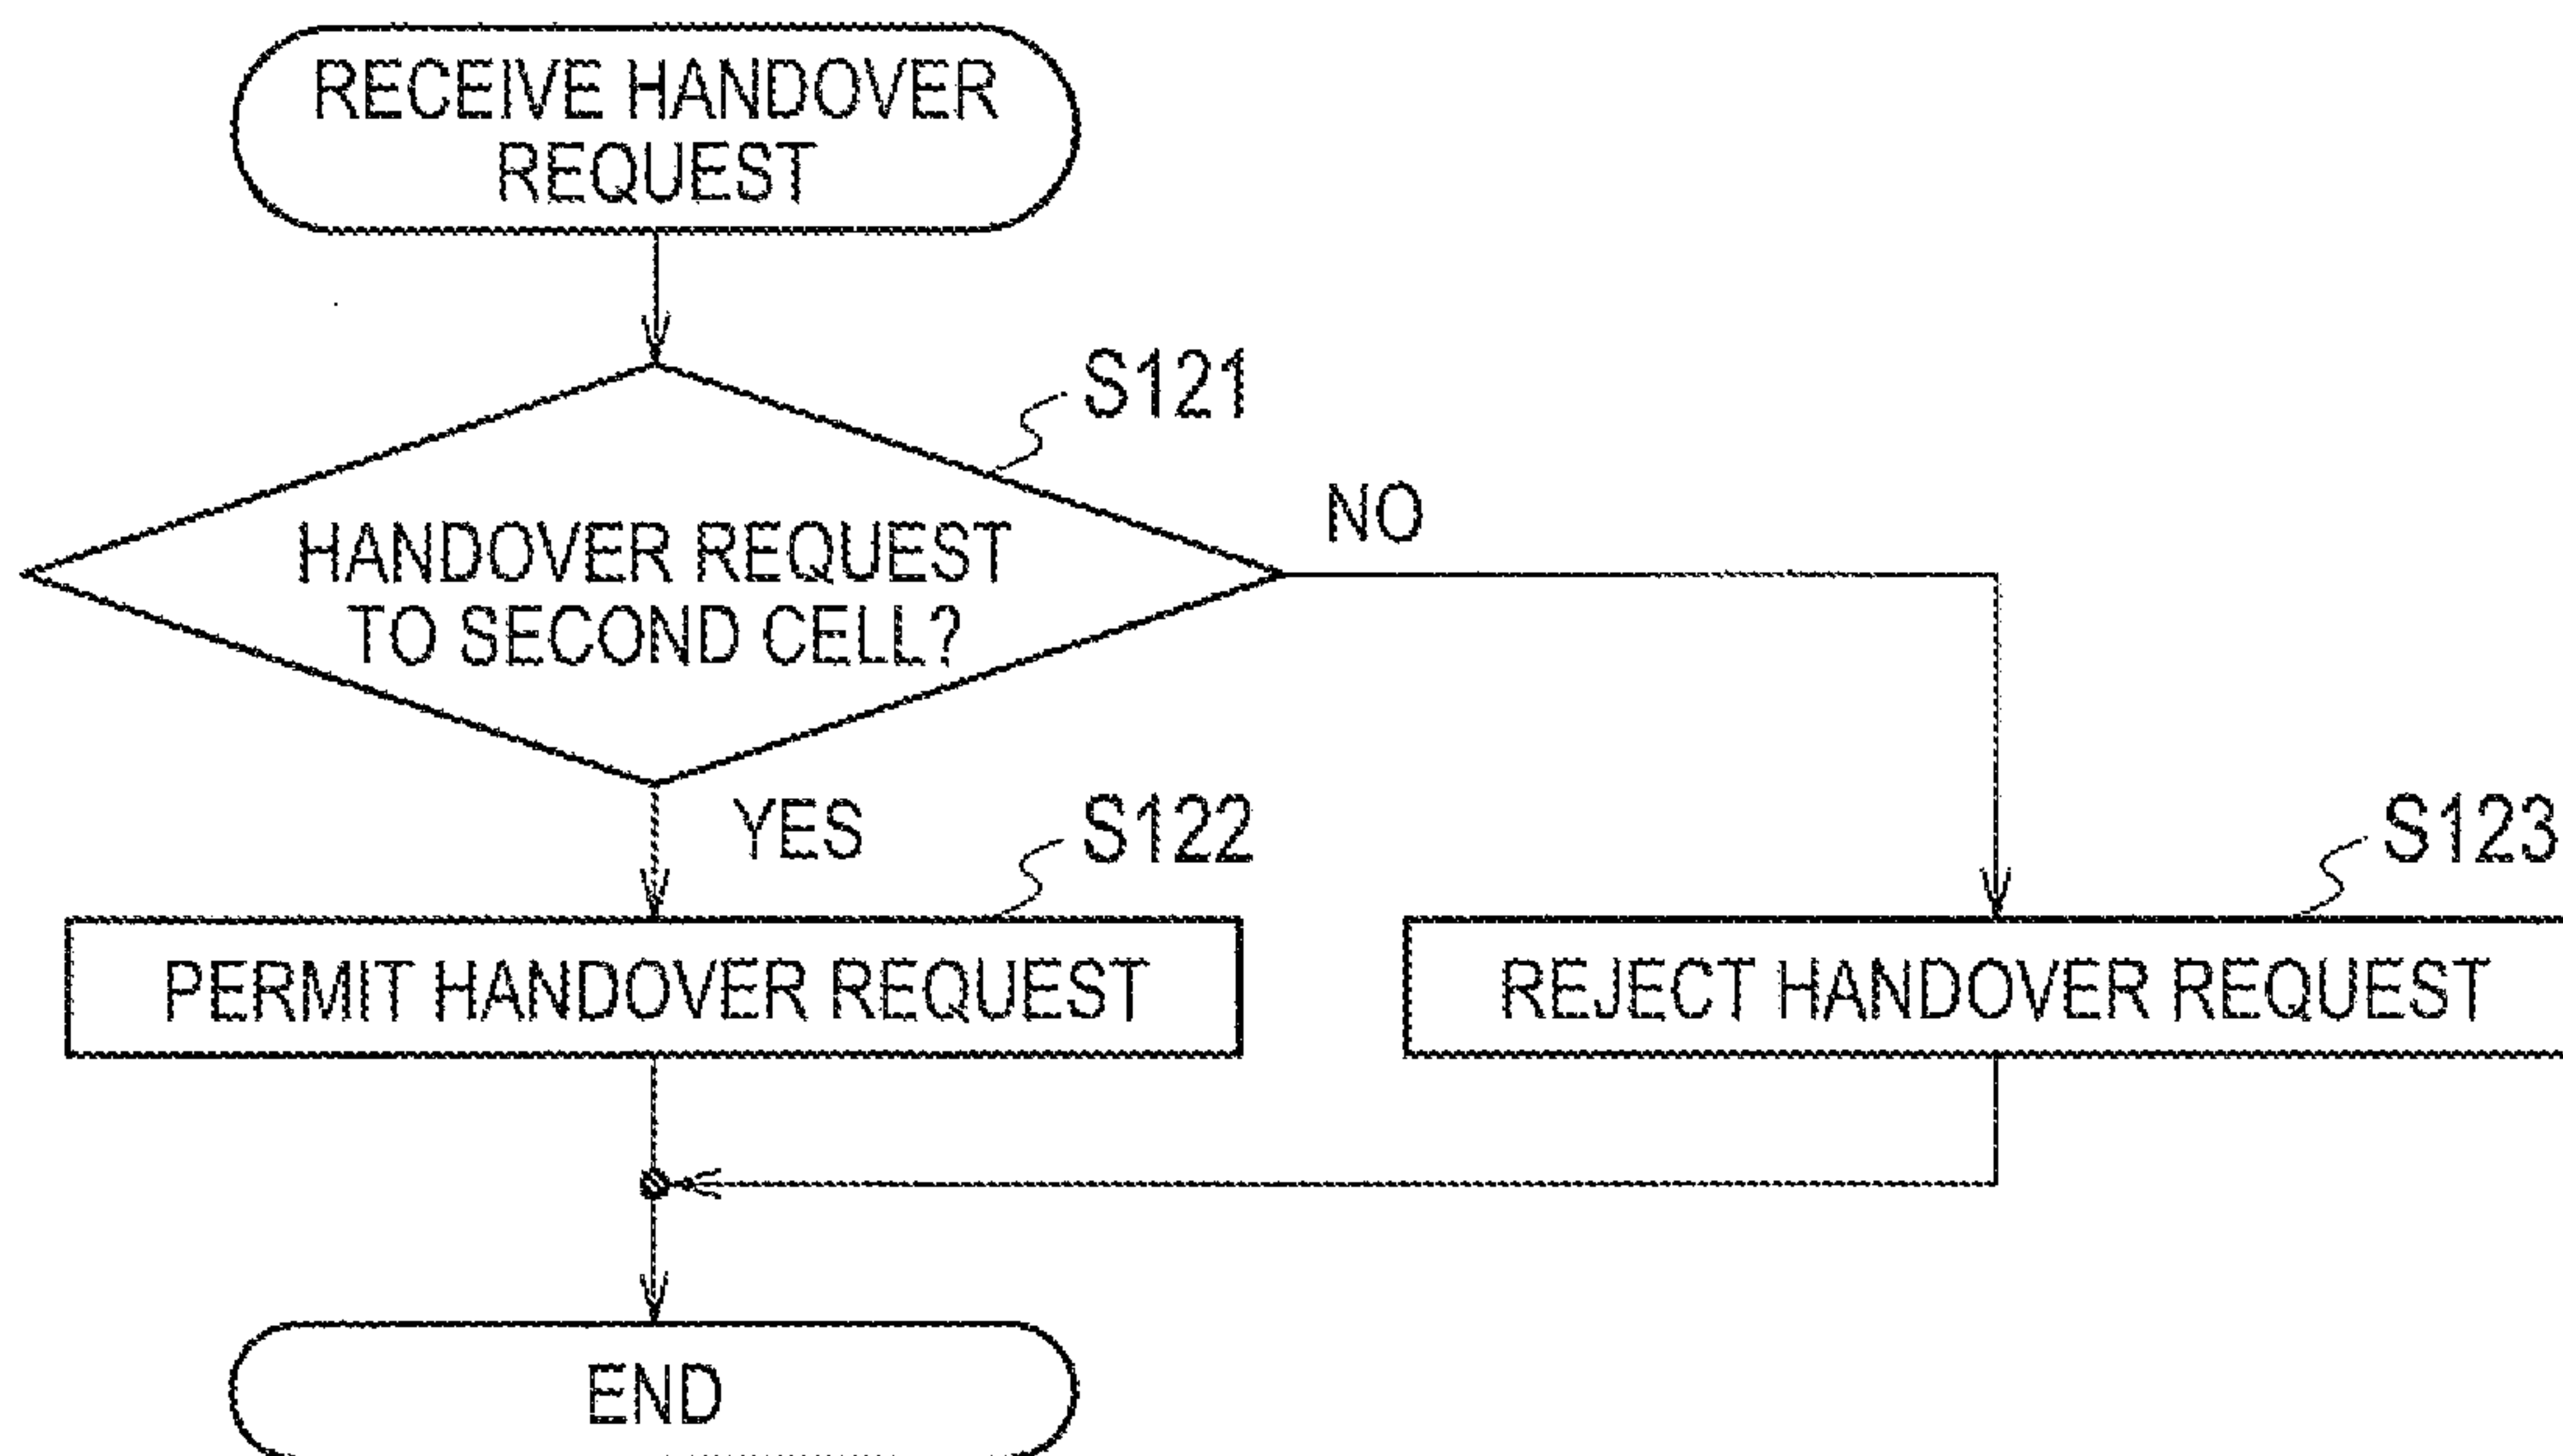 RECEIVE HANDOVER
REQUEST
S121
NO
HANDOVER REQUEST
TO SECOND CELL?
YES
S122
S123
PERMIT HANDOVER REQUEST
REJECT HANDOVER REQUEST
END